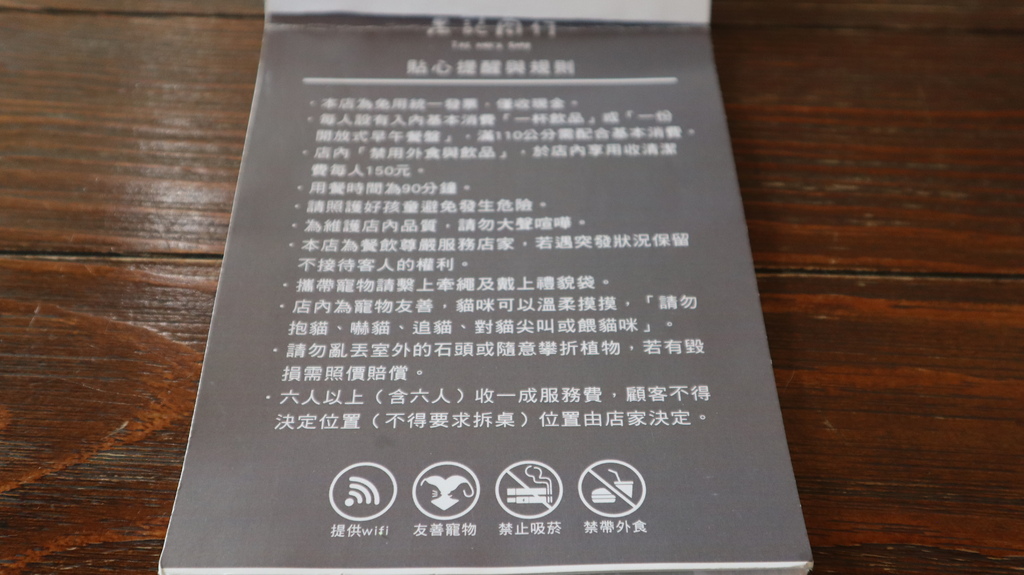 貼心提醒與規則
・本店為免用統一發票，僅收現金。
・每人設有入內基本消費「一杯飲品」或「一份
開放式早午餐盤」，滿110公分需配合基本消費。
・店內「禁用外食與飲品」，於店內享用收清潔
費每人150元。
・用餐時間為90分鐘。
・請照護好孩童避免發生危險。
・為維護店內品質，請勿大聲喧嘩。
・本店為餐飲尊嚴服務店家，若遇突發狀況保留
不接待客人的權利。
・攜帶寵物請繫上牽繩及戴上禮貌袋。
・店內為寵物友善，貓咪可以溫柔摸摸，「請勿
抱貓、嚇貓、追貓、對貓尖叫或餵貓咪」。
・請勿亂丟室外的石頭或隨意攀折植物，若有毀
損需照價賠償。
・六人以上（含六人）收一成服務費，顧客不得
決定位置（不得要求拆桌）位置由店家決定。
提供wifi 友善寵物 禁止吸菸 禁帶外食